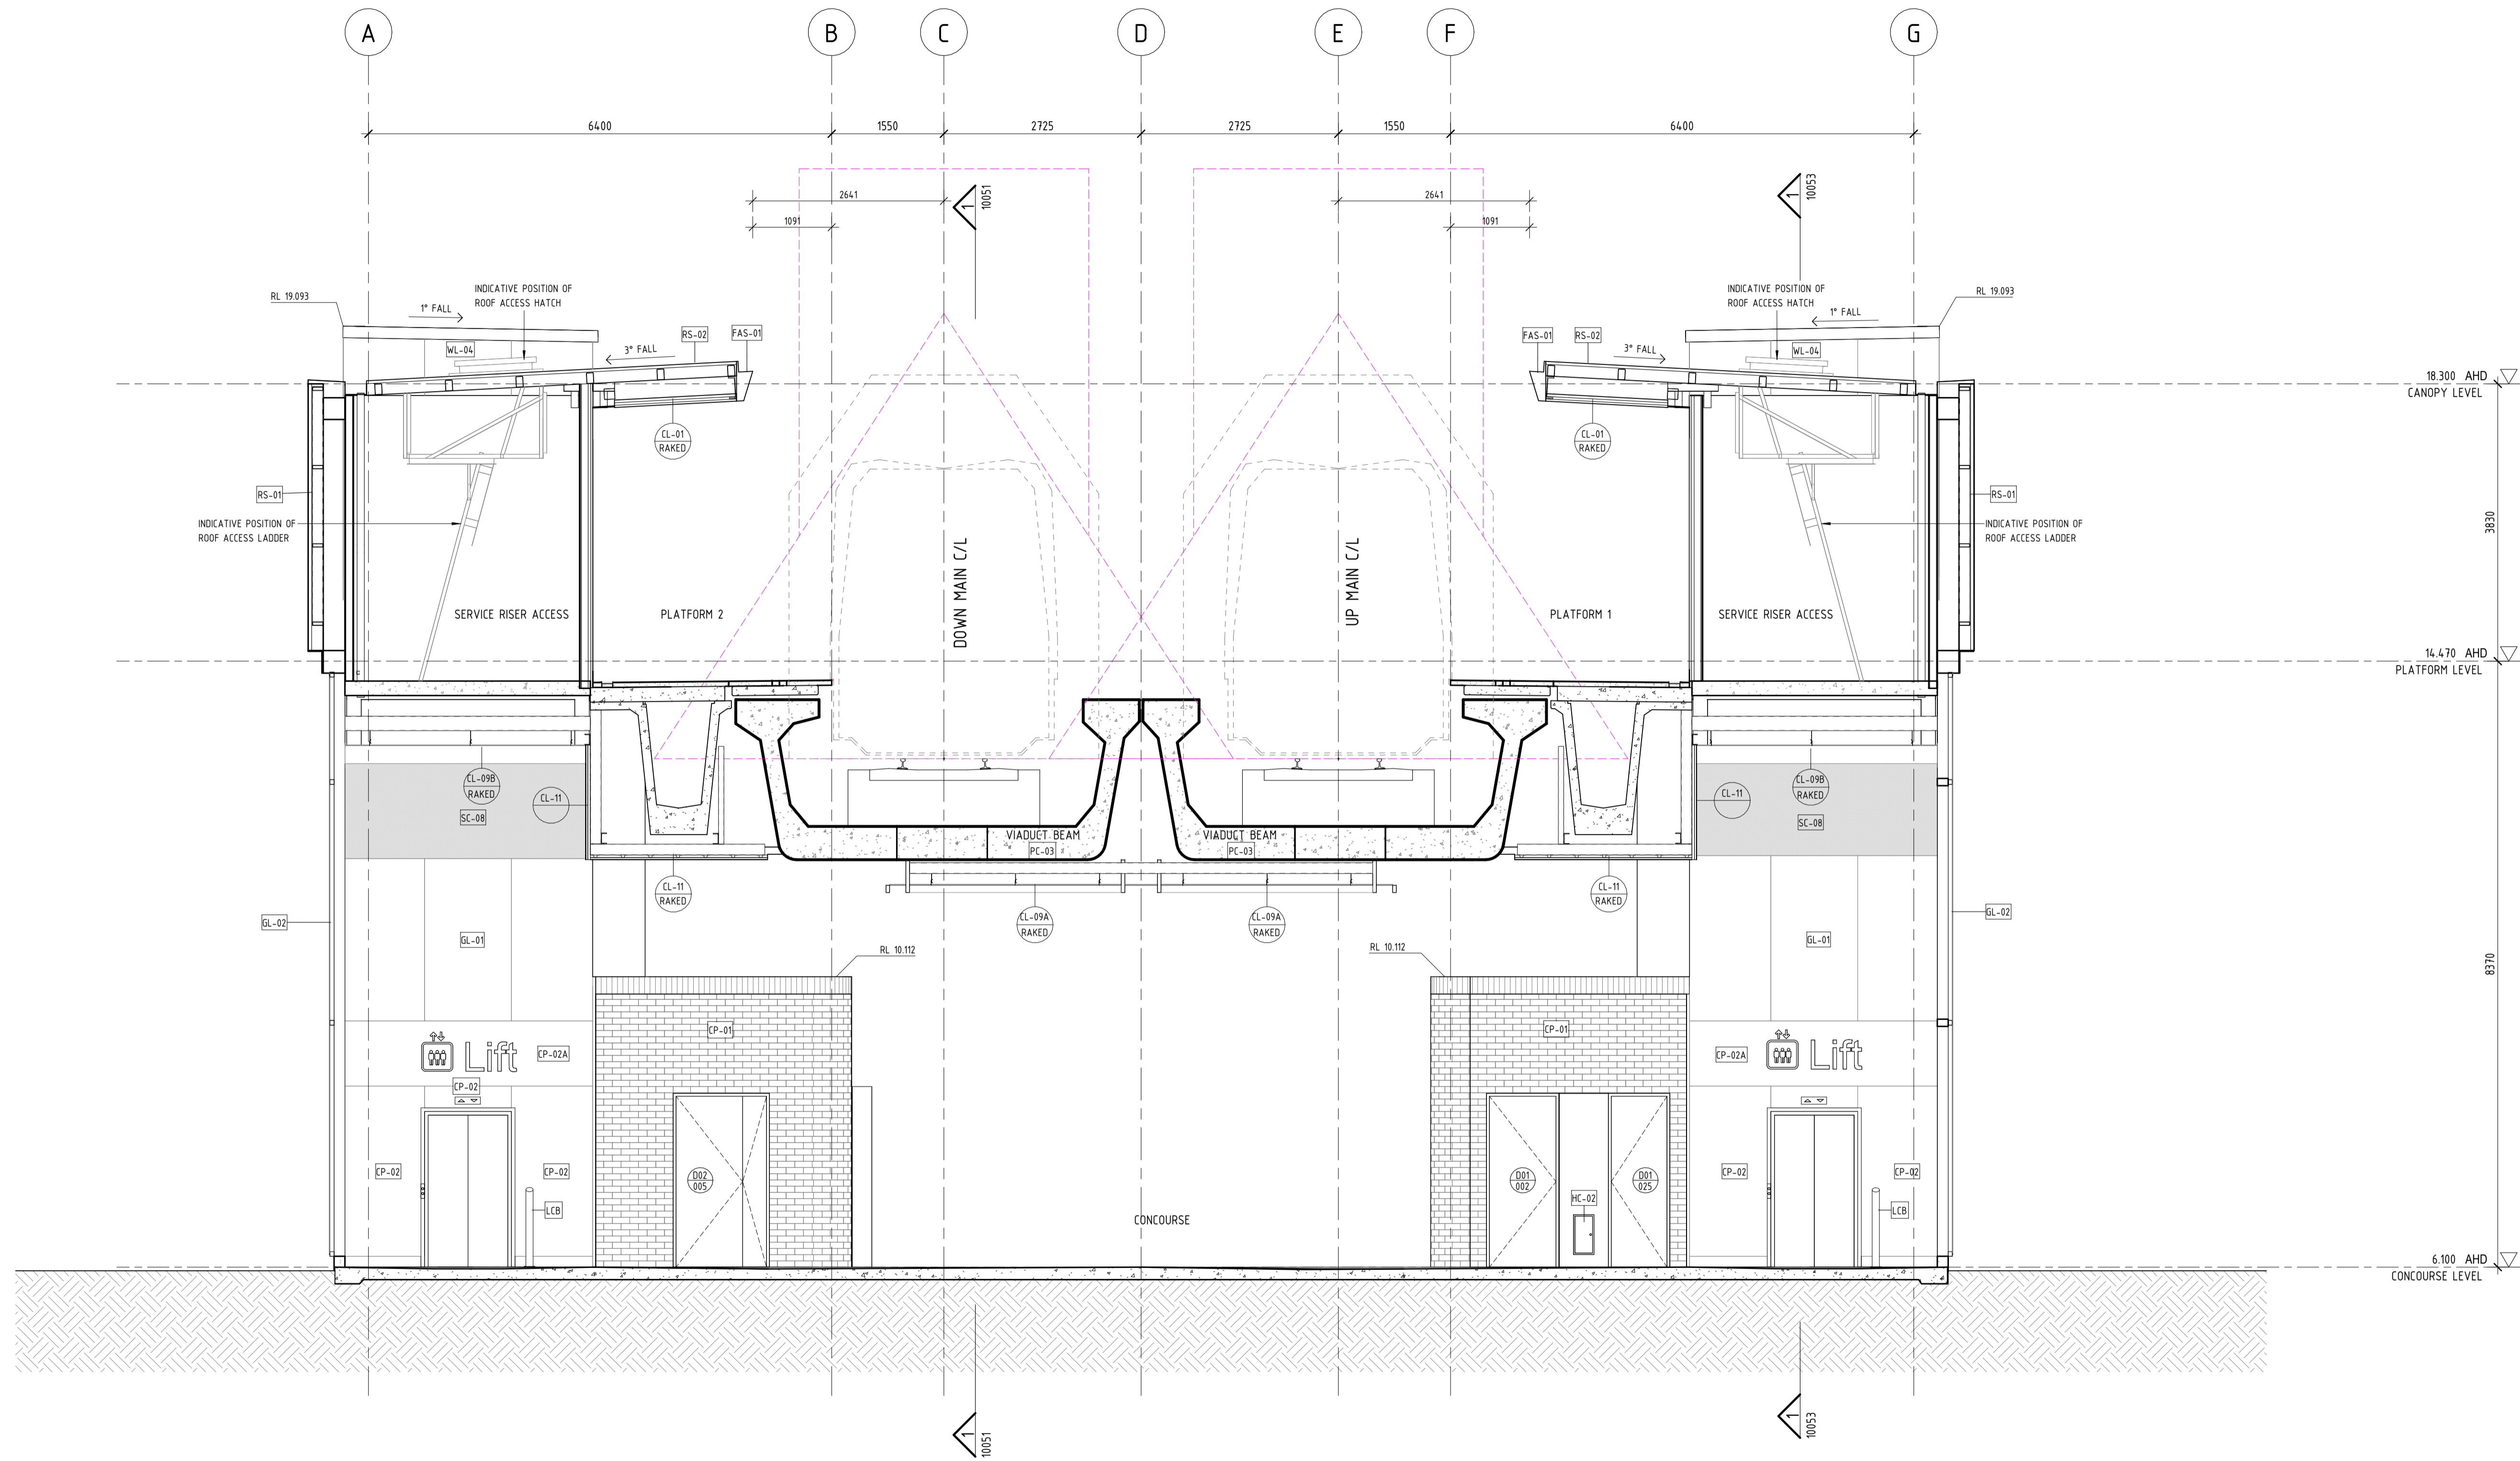 A B C D E F G
6400 1550 2725 2725 1550 6400
2641 2641
1091 1091
10051
1
10053
1
RL 19.093
1° FALL
INDICATIVE POSITION OF
ROOF ACCESS HATCH
WL-04
3° FALL
RS-02
FAS-01
FAS-01
RS-02
3° FALL
INDICATIVE POSITION OF
ROOF ACCESS HATCH
1° FALL
WL-04
RL 19.093
18.300 AHD
CANOPY LEVEL
CL-01
RAKED
CL-01
RAKED
RS-01
RS-01
INDICATIVE POSITION OF
ROOF ACCESS LADDER
INDICATIVE POSITION OF
ROOF ACCESS LADDER
3830
DOWN MAIN C/L
UP MAIN C/L
SERVICE RISER ACCESS
PLATFORM 2
PLATFORM 1
SERVICE RISER ACCESS
14.470 AHD
PLATFORM LEVEL
CL-09B
RAKED
CL-11
SC-08
CL-09B
RAKED
CL-11
SC-08
VIADUCT BEAM
PC-03
VIADUCT BEAM
PC-03
CL-11
RAKED
CL-11
RAKED
CL-09A
RAKED
CL-09A
RAKED
GL-02
GL-01
GL-01
GL-02
RL 10.112
RL 10.112
8370
CP-01
CP-01
Lift
CP-02A
CP-02A
Lift
CP-02
CP-02
CP-02
D02
005
D01
002
HC-02
D01
025
CP-02
CP-02
LCB
LCB
CONCOURSE
6.100 AHD
CONCOURSE LEVEL
1
10051
1
10053